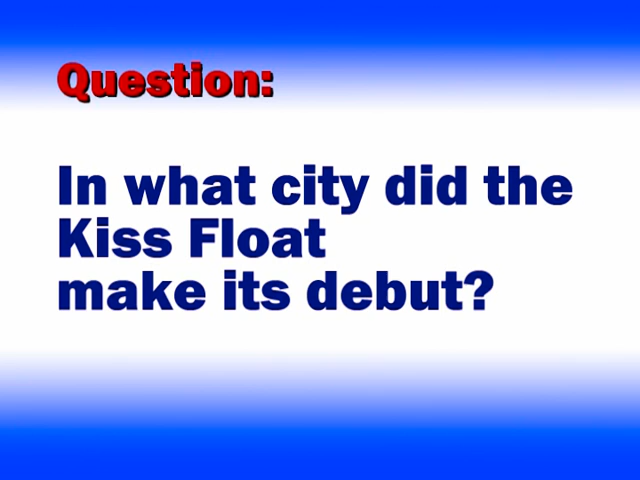 Question:
In what city did the
Kiss Float
make its debut?